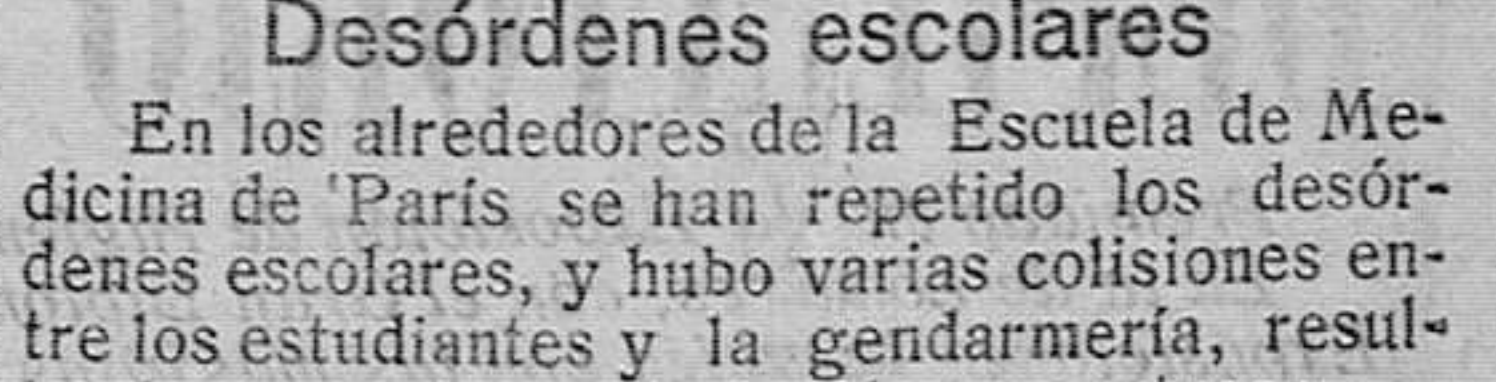 Desórdenes escolares
En los alrededores de la Escuela de Me-
dicina de París se han repetido los desór-
denes escolares, y hubo varias colisiones en-
tre los estudiantes y la gendarmería, resul-